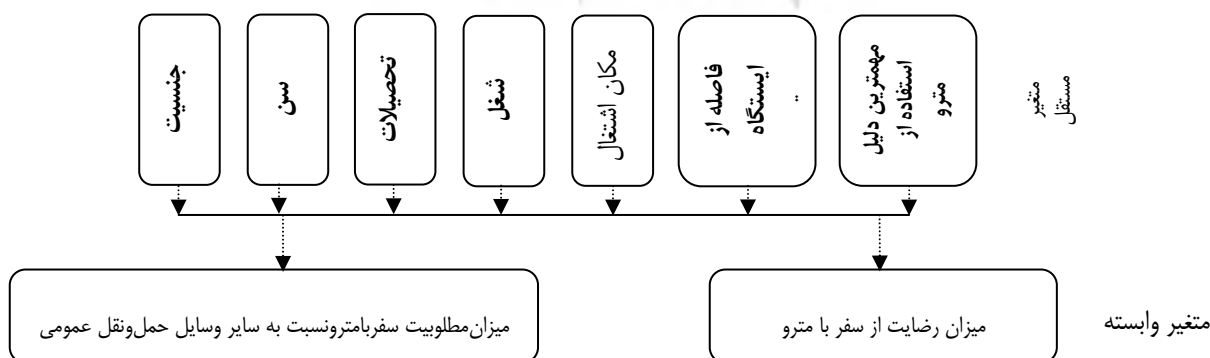 متغیر
مستقل
مهمترین دلیل
استفاده از
مترو
فاصله از
ایستگاه
..
مکان اشتغال
شغل
تحصیلات
سن
جنسیت
متغیر وابسته
میزان رضایت از سفر با مترو
میزان‌مطلوبیت سفربامترونسبت به سایر وسایل حمل‌ونقل عمومی